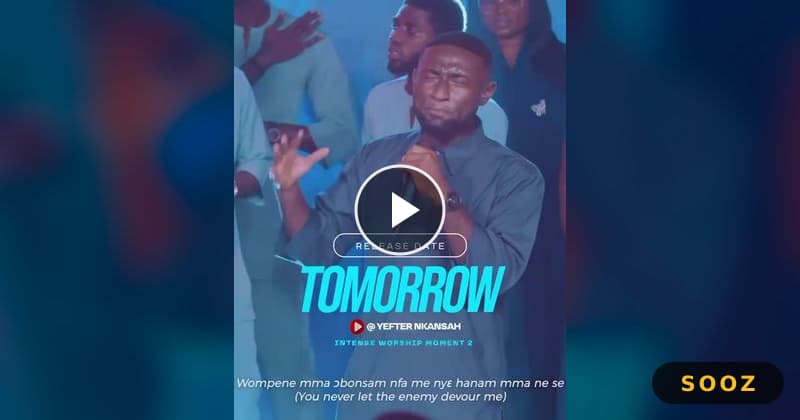 RELEASE DATE
TOMORROW
@ YEFTER NKANSAH
INTENSE WORSHIP MOMENT 2
Wompene mma ɔbonsam nfa me nyɛ hanam mma ne se
(You never let the enemy devour me)
SOOZ